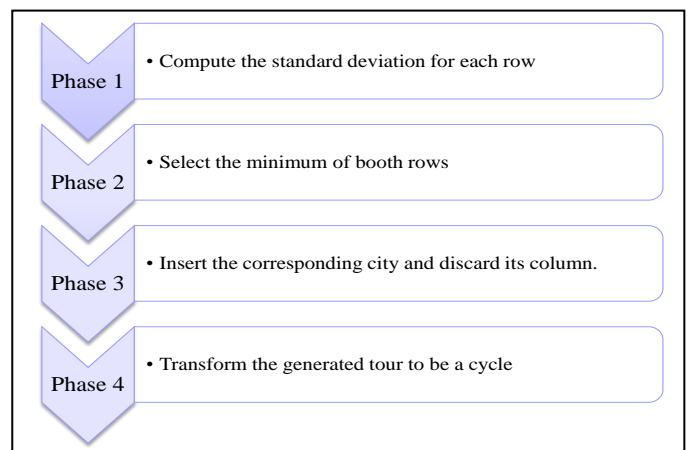 Phase 1
• Compute the standard deviation for each row
Phase 2
• Select the minimum of booth rows
Phase 3
• Insert the corresponding city and discard its column.
Phase 4
• Transform the generated tour to be a cycle